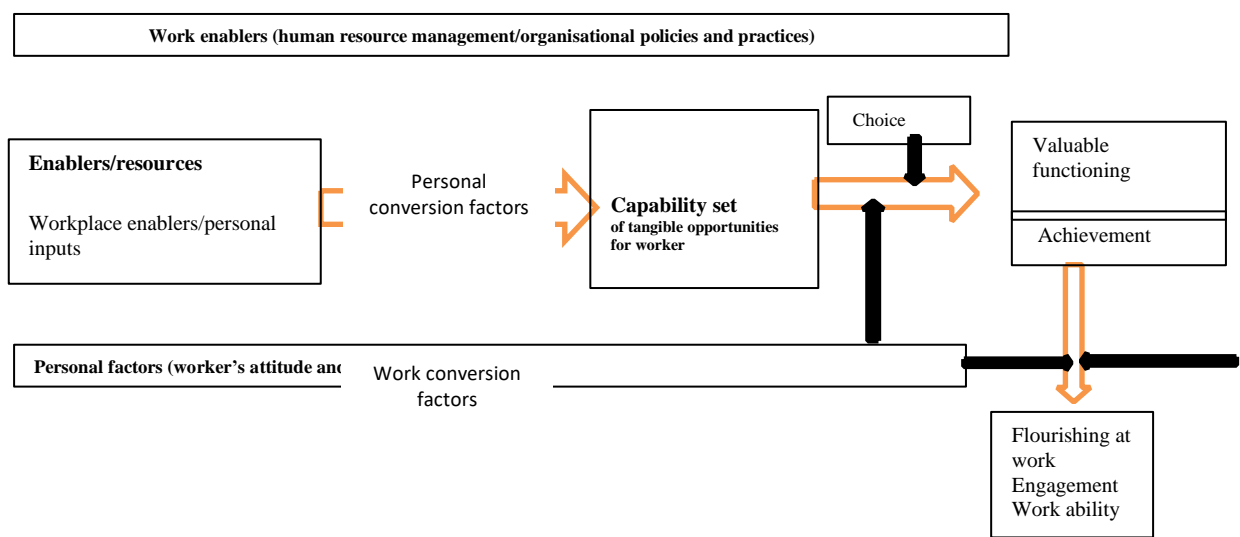 Work enablers (human resource management/organisational policies and practices)
Choice
Enablers/resources
Workplace enablers/personal
inputs
Personal
conversion factors
Capability set
of tangible opportunities
for worker
Valuable
functioning
Achievement
Personal factors (worker's attitude and
Work conversion
factors
Flourishing at
work
Engagement
Work ability